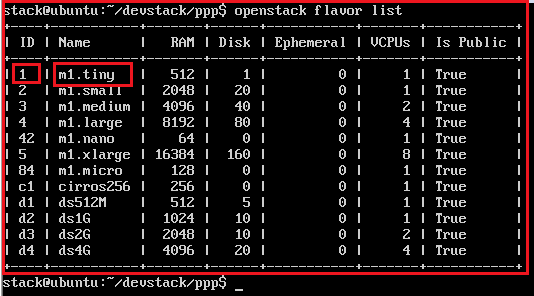 stack@ubuntu:~/devstack/ppp$ openstack flavor list
+----+-----------+-------+------+-----------+-------+-----------+
| ID | Name      |   RAM | Disk | Ephemeral | VCPUs | Is Public |
+----+-----------+-------+------+-----------+-------+-----------+
| 1  | m1.tiny   |   512 |    1 |         0 |     1 | True      |
| 2  | m1.small  |  2048 |   20 |         0 |     1 | True      |
| 3  | m1.medium |  4096 |   40 |         0 |     2 | True      |
| 4  | m1.large  |  8192 |   80 |         0 |     4 | True      |
| 42 | m1.nano   |    64 |    0 |         0 |     1 | True      |
| 5  | m1.xlarge | 16384 |  160 |         0 |     8 | True      |
| 84 | m1.micro  |   128 |    0 |         0 |     1 | True      |
| c1 | cirros256 |   256 |    0 |         0 |     1 | True      |
| d1 | ds512M    |   512 |    5 |         0 |     1 | True      |
| d2 | ds1G      |  1024 |   10 |         0 |     1 | True      |
| d3 | ds2G      |  2048 |   10 |         0 |     2 | True      |
| d4 | ds4G      |  4096 |   20 |         0 |     4 | True      |
+----+-----------+-------+------+-----------+-------+-----------+
stack@ubuntu:~/devstack/ppp$ _